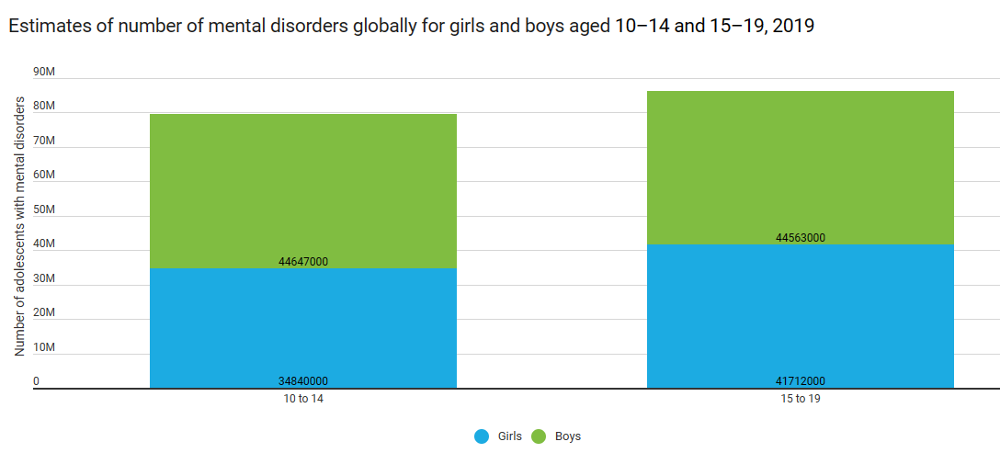 Estimates of number of mental disorders globally for girls and boys aged 10–14 and 15–19, 2019
Number of adolescents with mental disorders
90M
80M
70M
60M
50M
40M
30M
20M
10M
0
44647000
34840000
44563000
41712000
10 to 14
15 to 19
Girls
Boys